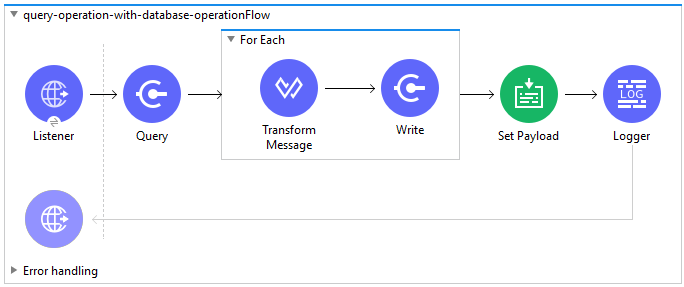 query-operation-with-database-operationFlow
For Each
LOG
Listener
Query
Transform
Message
Write
Set Payload
Logger
Error handling